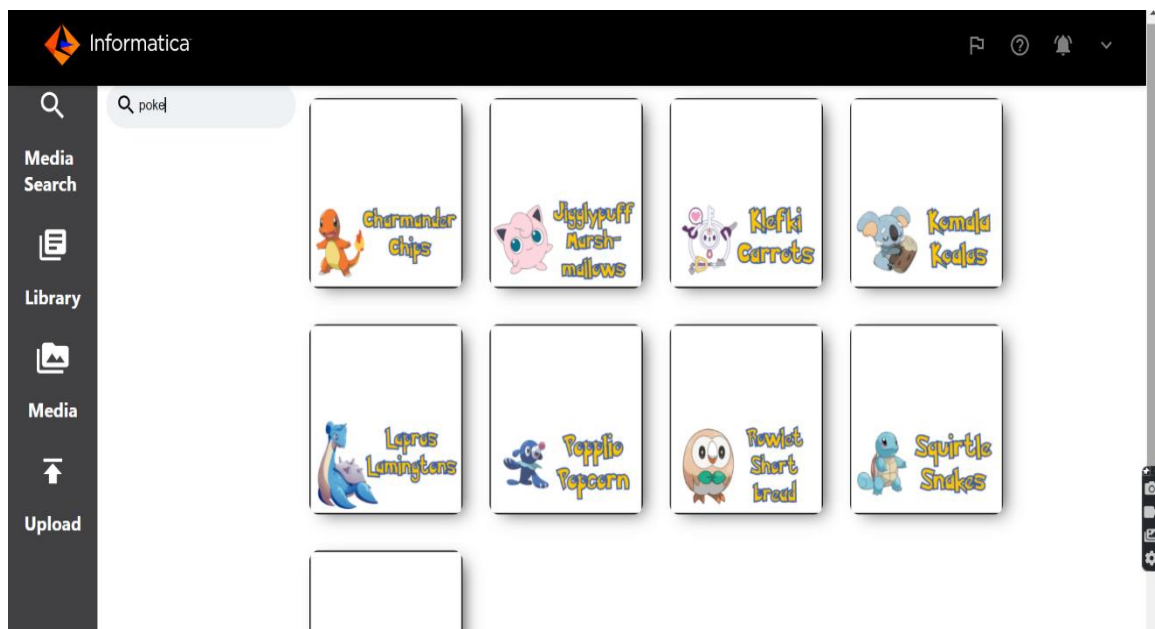 Informatica
Media
Search
Library
Media
Upload
poke
Charmander
Chips
Jigglypuff
Marsh-
mallows
Klefki
Carrots
Komala
Koalas
Lapras
Lamingtons
Popplio
Popcorn
Rowlet
Short
bread
Squirtle
Snakes